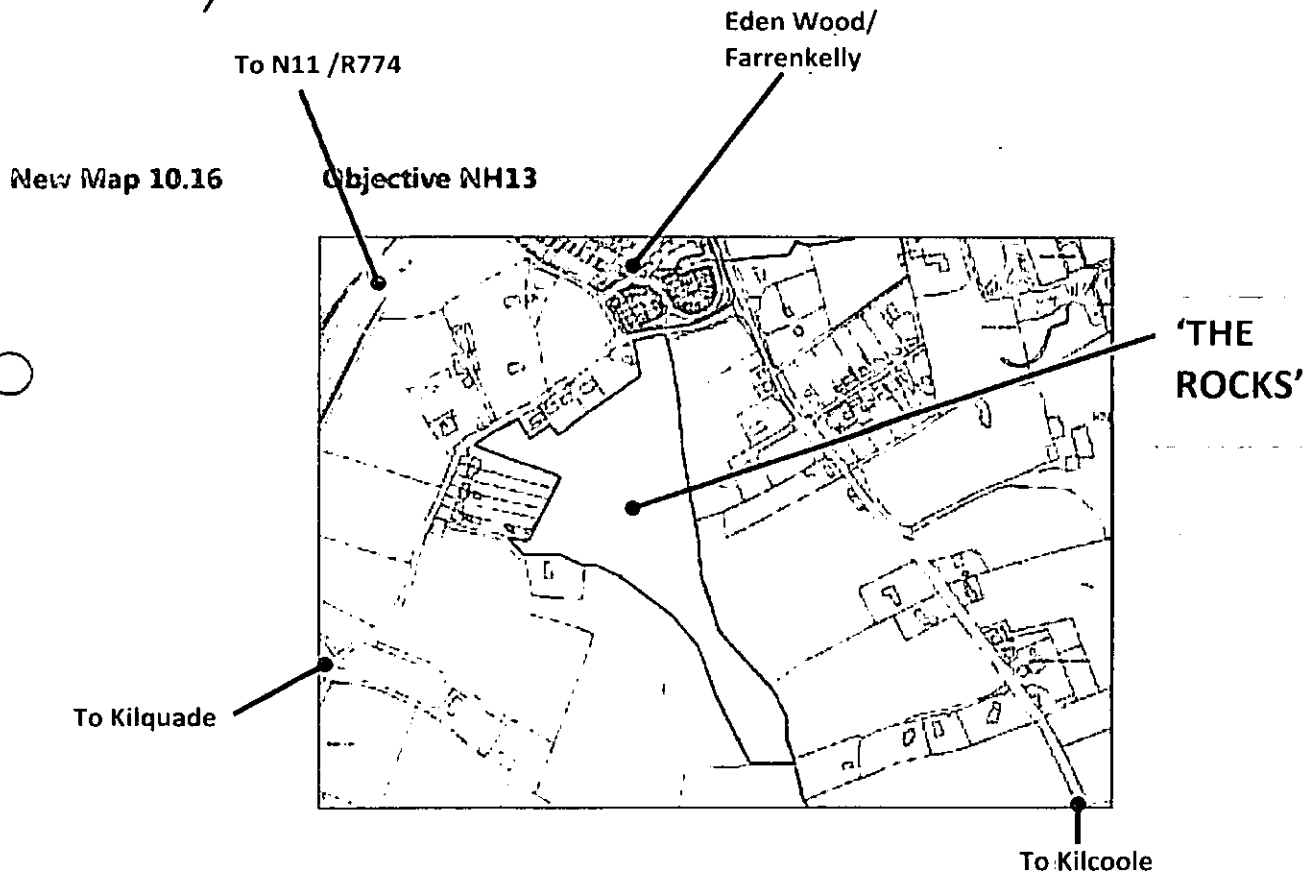 Eden Wood/
Farrenkelly
To N11 /R774
New Map 10.16 Objective NH13
'THE
ROCKS'
To Kilquade
To Kilcoole